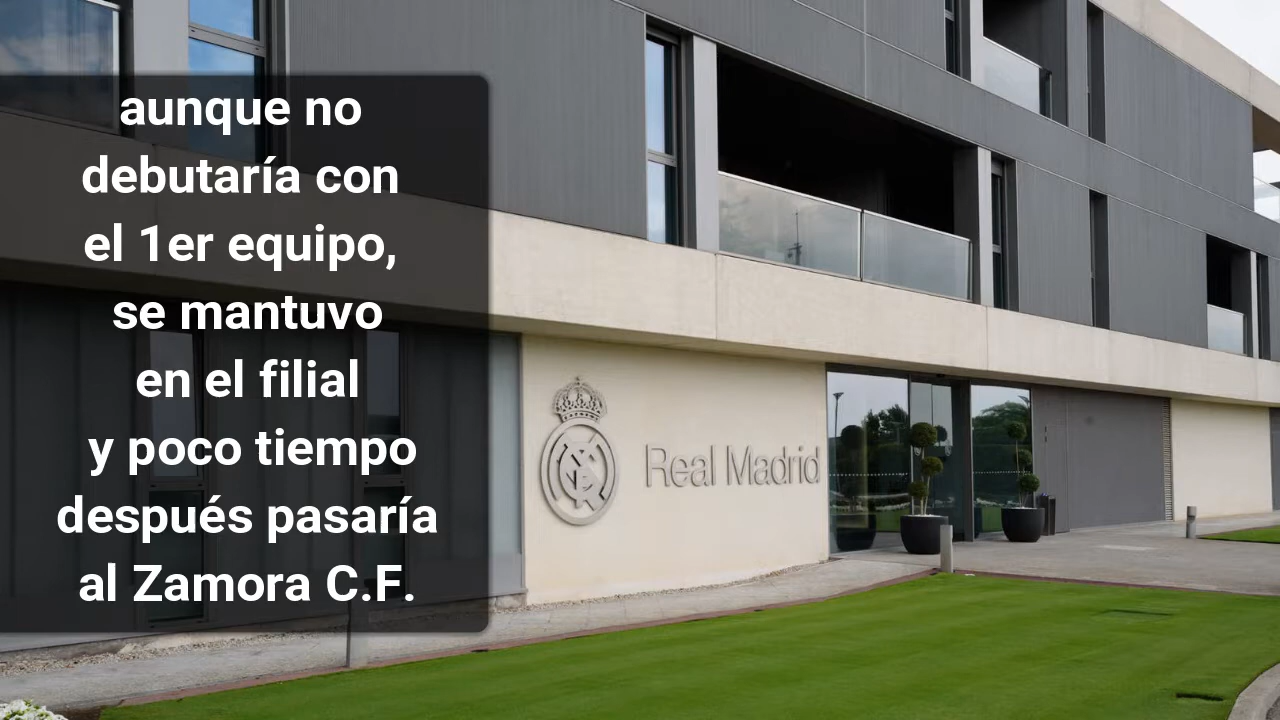 aunque no
debutaría con
el 1er equipo,
se mantuvo
en el filial
y poco tiempo
después pasaría
al Zamora C.F.
Real Madrid